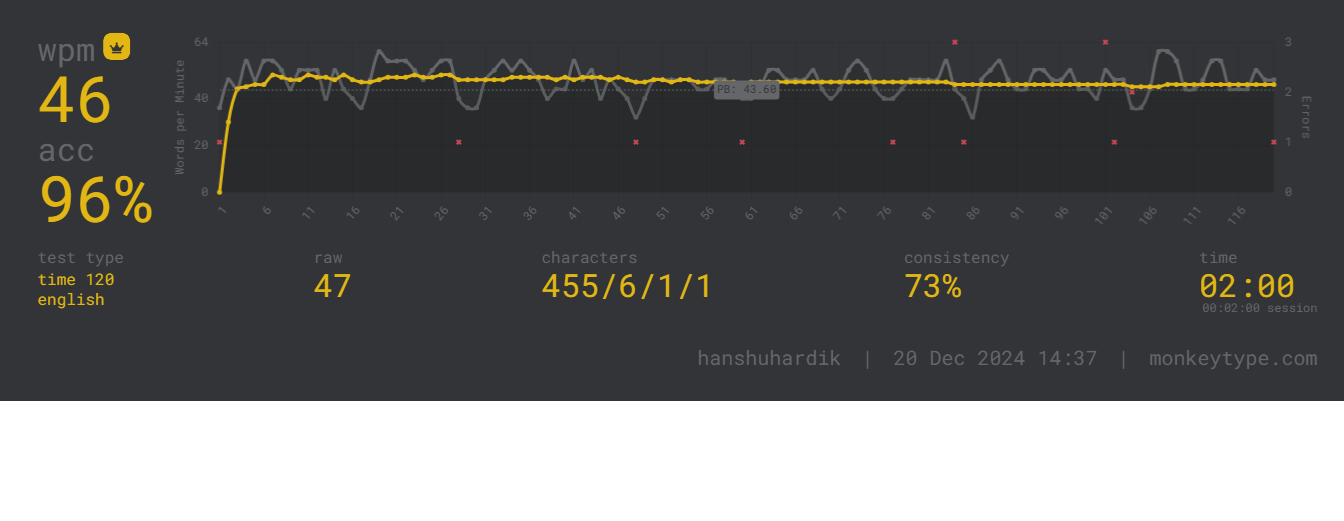 wpm
46
acc
96%
Words per Minute
64
40
20
0
PB: 43.60
3
2
1
0
Errors
1 6 11 16 21 26 31 36 41 46 51 56 61 66 71 76 81 86 91 96 101 106 111 116
test type
time 120
english
raw
47
characters
455/6/1/1
consistency
73%
time
02:00
00:02:00 session
hanshuhardik | 20 Dec 2024 14:37 | monkeytype.com